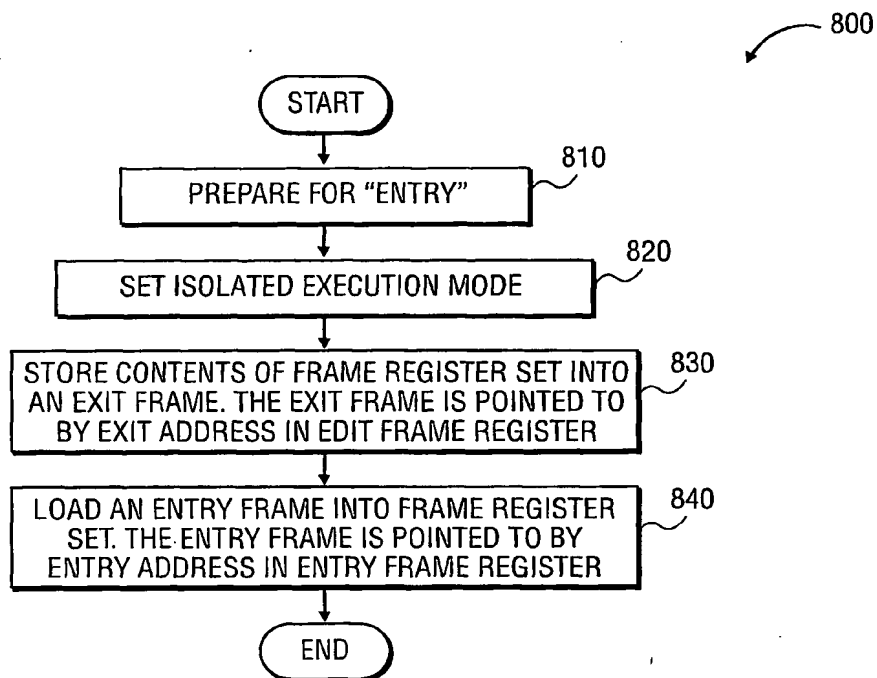 800
START
810
PREPARE FOR “ENTRY”
820
SET ISOLATED EXECUTION MODE
830
STORE CONTENTS OF FRAME REGISTER SET INTO
AN EXIT FRAME. THE EXIT FRAME IS POINTED TO
BY EXIT ADDRESS IN EDIT FRAME REGISTER
840
LOAD AN ENTRY FRAME INTO FRAME REGISTER
SET. THE ENTRY FRAME IS POINTED TO BY
ENTRY ADDRESS IN ENTRY FRAME REGISTER
END